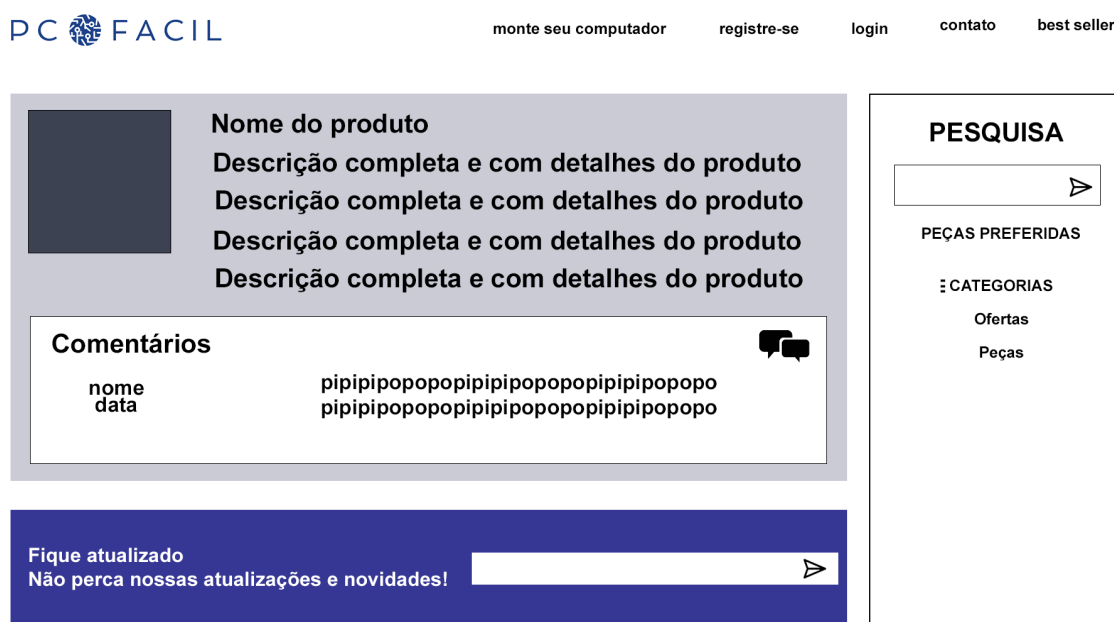 PC FACIL
monte seu computador
registre-se
login
contato
best seller
Nome do produto
Descrição completa e com detalhes do produto
Descrição completa e com detalhes do produto
Descrição completa e com detalhes do produto
Descrição completa e com detalhes do produto
Comentários
nome
data
pipipipopopopipipipopopopipipipopopo
pipipipopopopipipipopopopipipipopopo
PESQUISA
PEÇAS PREFERIDAS
CATEGORIAS
Ofertas
Peças
Fique atualizado
Não perca nossas atualizações e novidades!